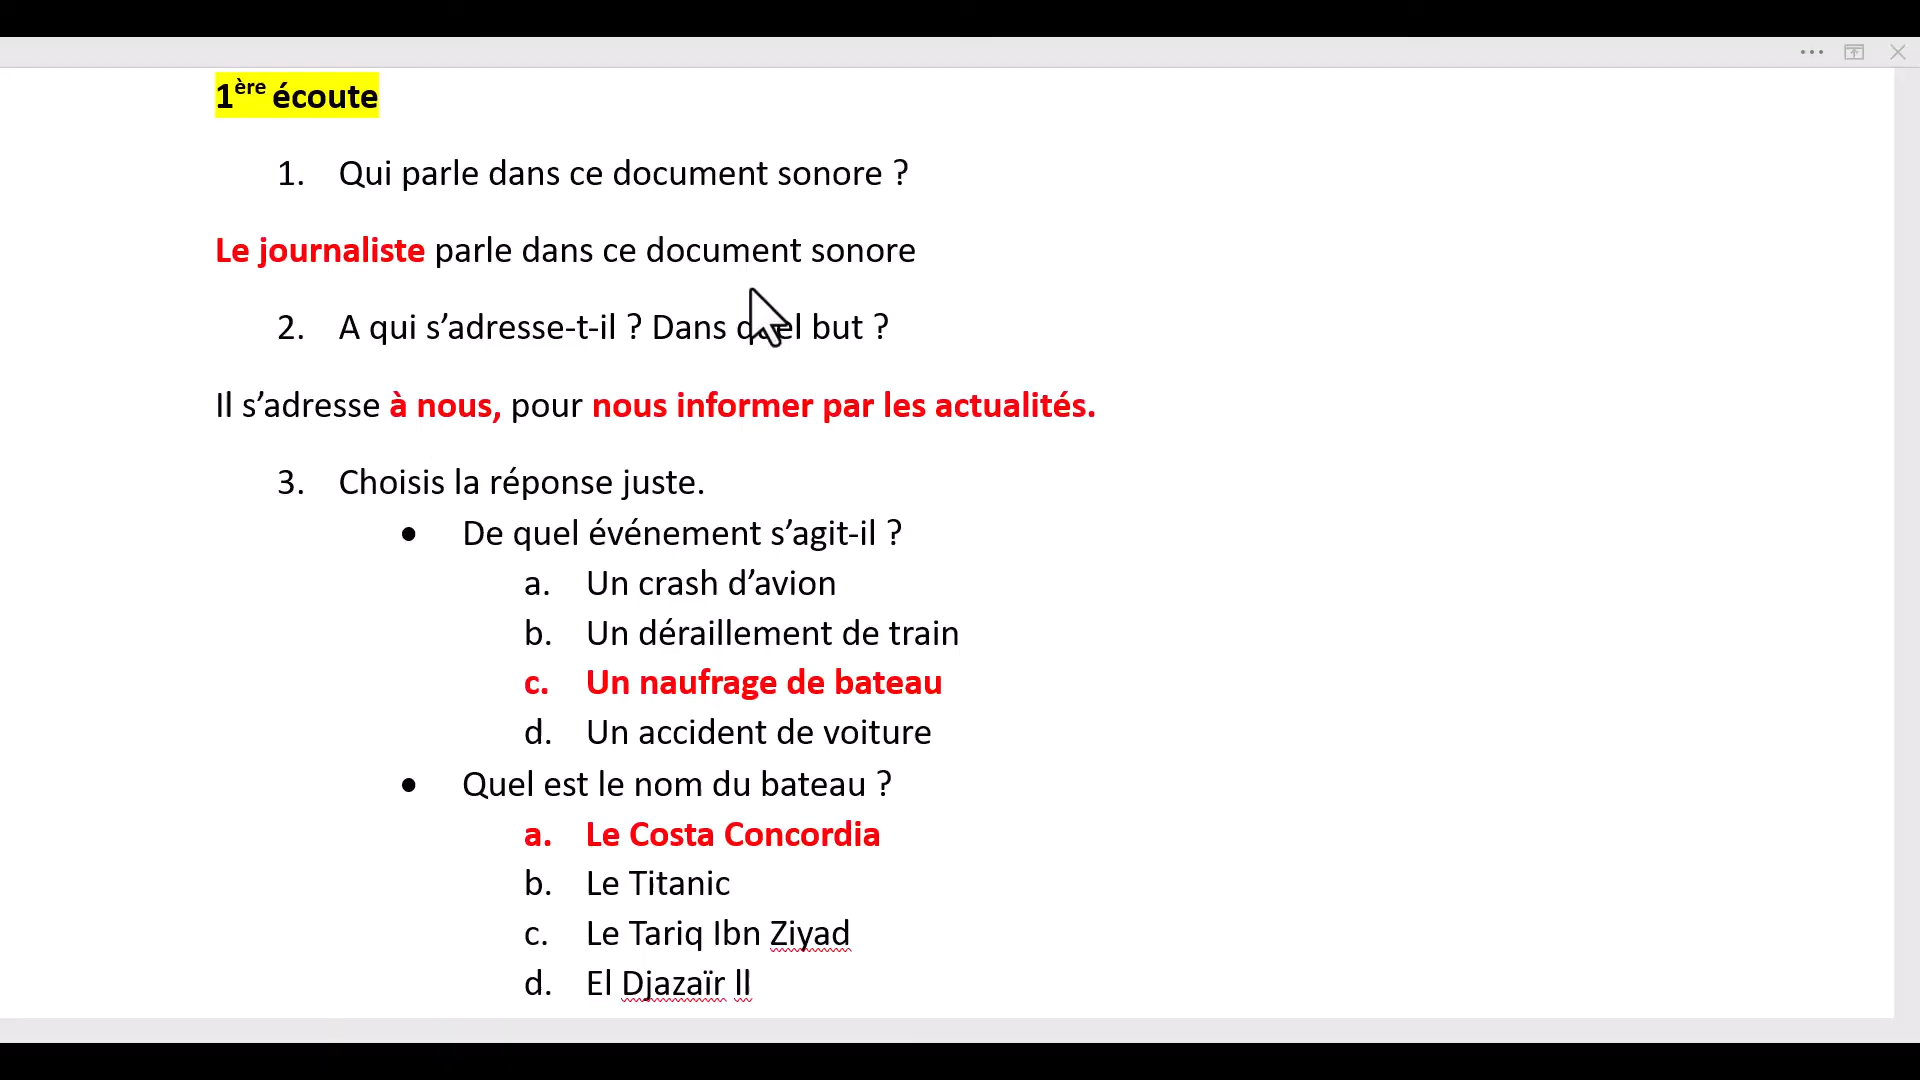 1ère écoute
1. Qui parle dans ce document sonore ?
Le journaliste parle dans ce document sonore
2. A qui s’adresse-t-il ? Dans quel but ?
Il s’adresse à nous, pour nous informer par les actualités.
3. Choisis la réponse juste.
• De quel événement s’agit-il ?
a. Un crash d’avion
b. Un déraillement de train
c. Un naufrage de bateau
d. Un accident de voiture
• Quel est le nom du bateau ?
a. Le Costa Concordia
b. Le Titanic
c. Le Tariq Ibn Ziyad
d. El Djazaïr ll